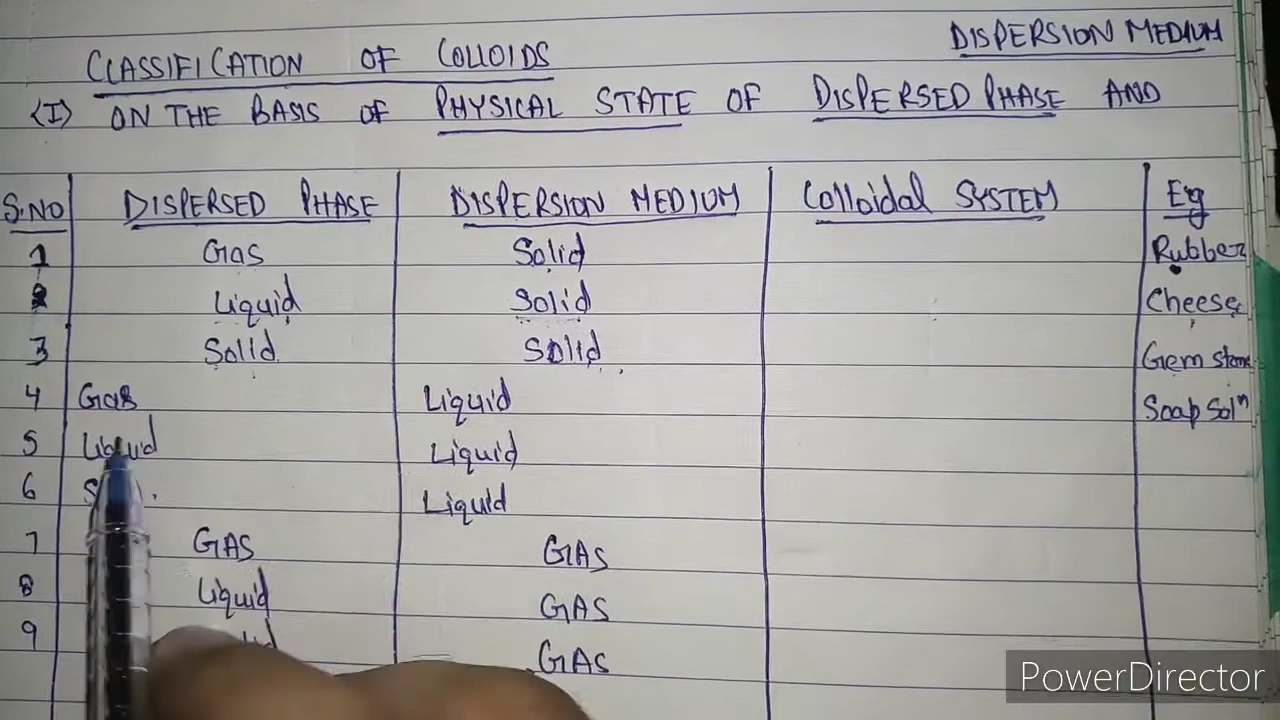 DISPERSION MEDIUM
CLASSIFICATION OF COLLOIDS
(I) ON THE BASIS OF PHYSICAL STATE OF DISPERSED PHASE AND
S.NO DISPERSED PHASE DISPERSION MEDIUM Colloidal SYSTEM Eg
1 Gas Solid Rubber
2 Liquid Solid Cheese
3 Solid Solid Gem stone
4 Gas Liquid Soap Solⁿ
5 Liquid Liquid
6 Liquid
7 GAS GAS
8 Liquid GAS
9 GAS
PowerDirector